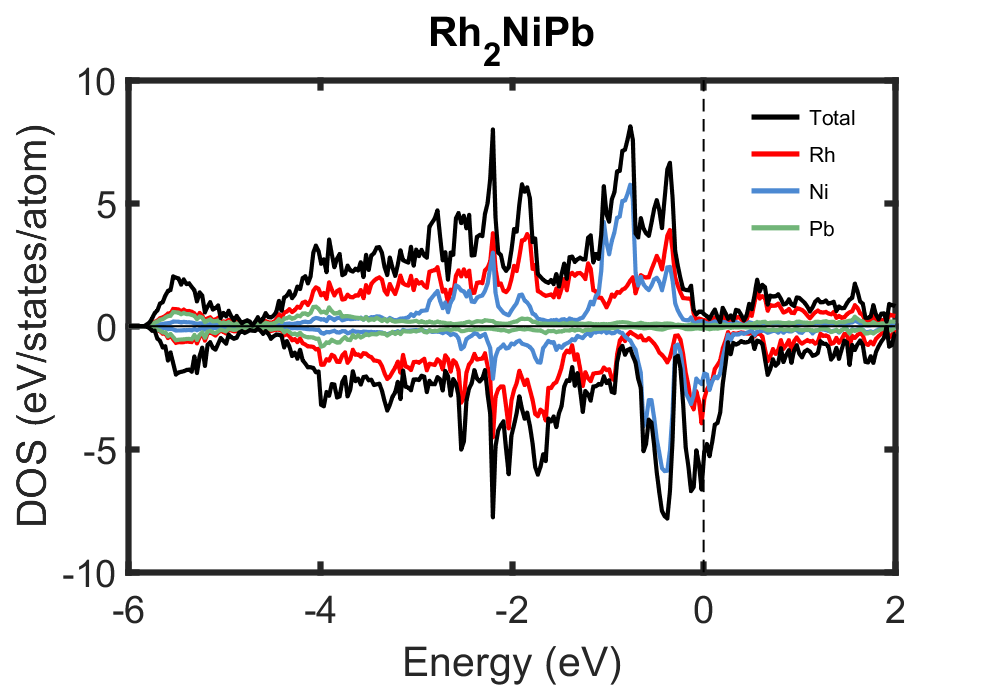 Rh2NiPb
10
5
0
-5
-10
DOS (eV/states/atom)
Total
Rh
Ni
Pb
-6 -4 -2 0 2
Energy (eV)